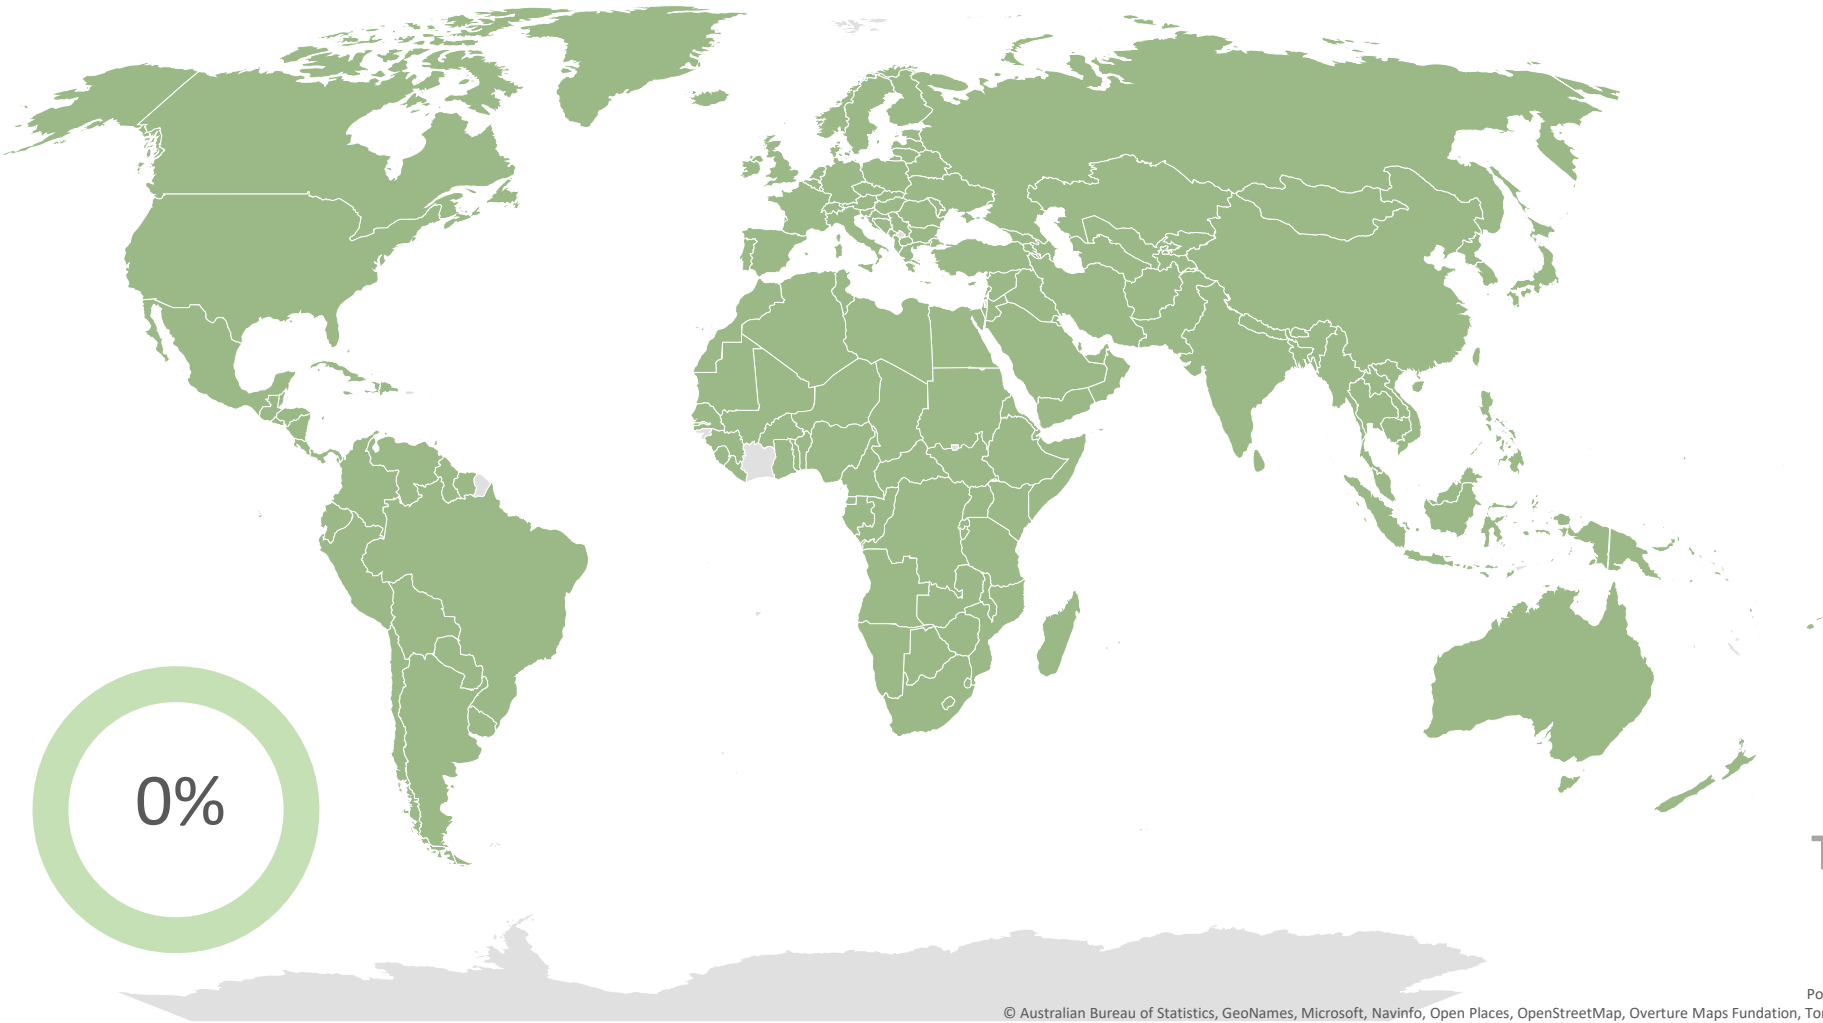 0%
© Australian Bureau of Statistics, GeoNames, Microsoft, Navinfo, Open Places, OpenStreetMap, Overture Maps Fundation,